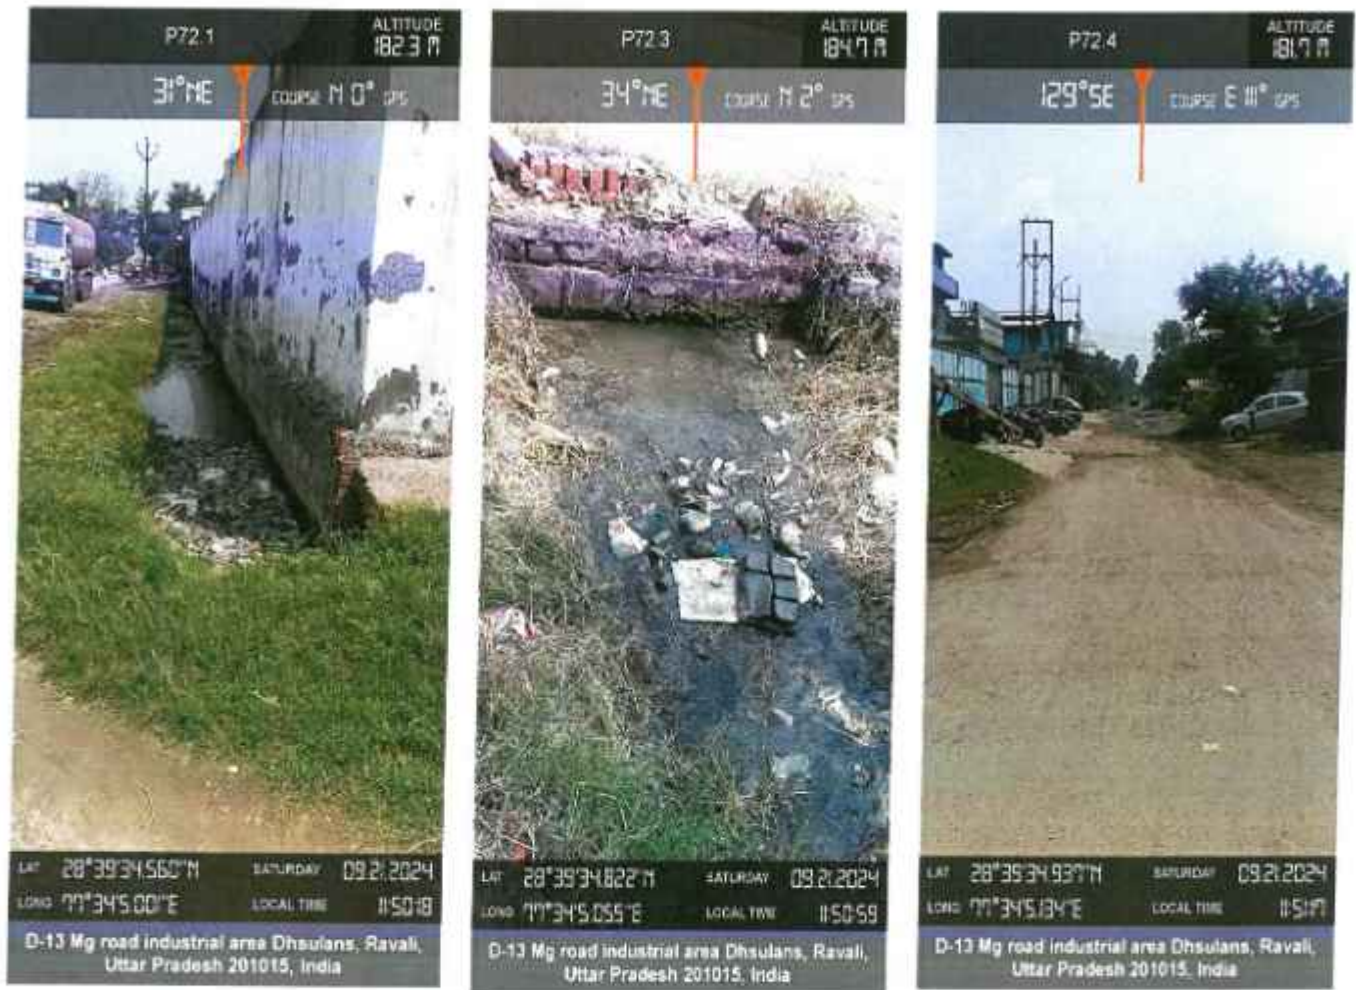 P72.1
ALTITUDE
182.3 m
31°NE
COURSE N 0° GPS
LAT 28°39'34.560"N
SATURDAY 09.21.2024
LONG 77°34'5.001"E
LOCAL TIME 11:50:18
D-13 Mg road industrial area Dhsulans, Ravali,
Uttar Pradesh 201015, India
P72.3
ALTITUDE
184.7 m
34°NE
COURSE N 2° GPS
LAT 28°39'34.822"N
SATURDAY 09.21.2024
LONG 77°34'5.055"E
LOCAL TIME 11:50:59
D-13 Mg road industrial area Dhsulans, Ravali,
Uttar Pradesh 201015, India
P72.4
ALTITUDE
181.7 m
129°SE
COURSE E 111° GPS
LAT 28°39'34.937"N
SATURDAY 09.21.2024
LONG 77°34'5.134"E
LOCAL TIME 11:51:17
D-13 Mg road industrial area Dhsulans, Ravali,
Uttar Pradesh 201015, India